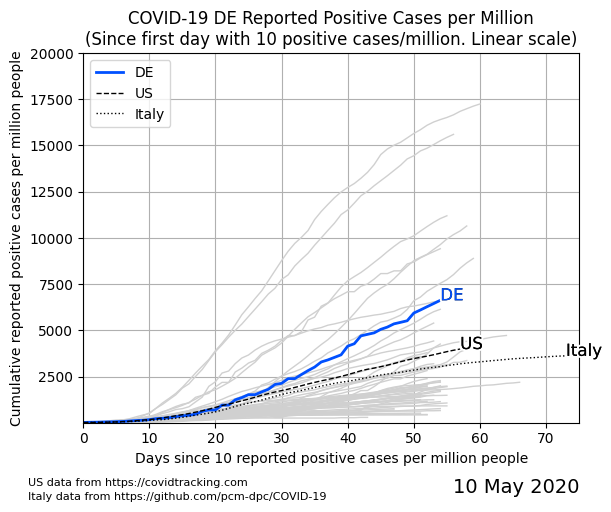 COVID-19 DE Reported Positive Cases per Million
(Since first day with 10 positive cases/million. Linear scale)
Cumulative reported positive cases per million people
20000
17500
15000
12500
10000
7500
5000
2500
DE
US
Italy
DE
US
Italy
0 10 20 30 40 50 60 70
Days since 10 reported positive cases per million people
US data from https://covidtracking.com
Italy data from https://github.com/pcm-dpc/COVID-19
10 May 2020